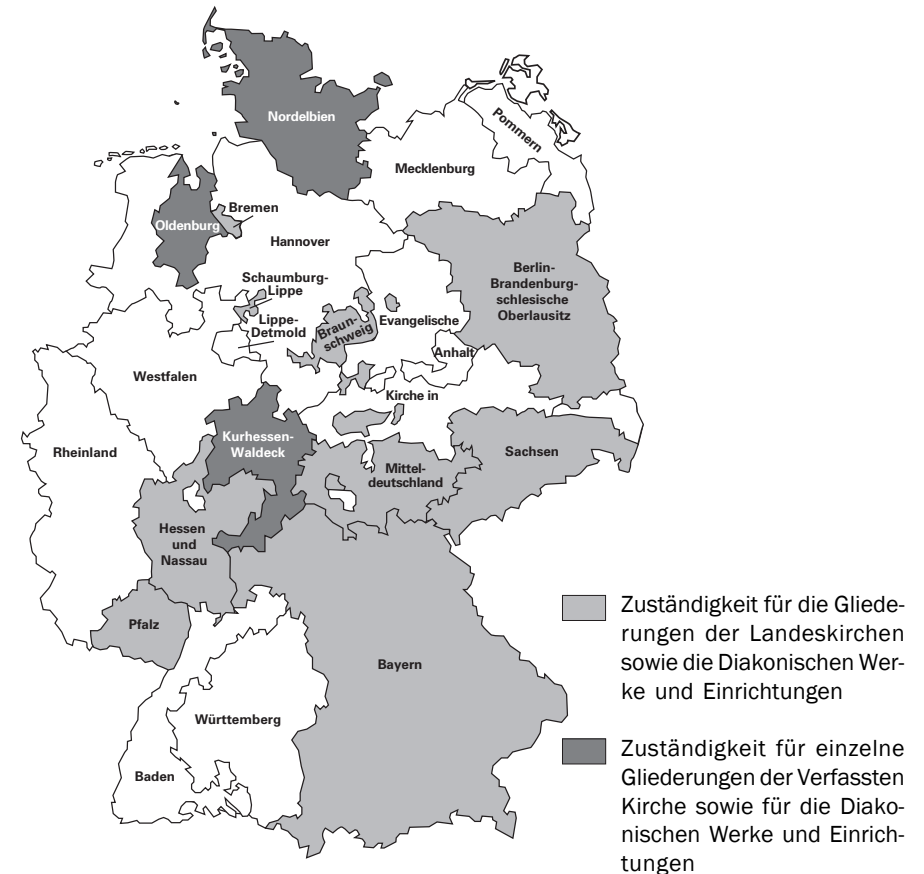 Nordelbien
Pommern
Mecklenburg
Bremen
Oldenburg
Hannover
Berlin-
Brandenburg-
schlesische
Oberlausitz
Schaumburg-
Lippe
Lippe-
Detmold
Braun-
schweig
Evangelische
Anhalt
Westfalen
Kirche in
Kurhessen-
Waldeck
Rheinland
Sachsen
Mittel-
deutschland
Hessen
und
Nassau
Pfalz
Bayern
Württemberg
Baden
Zuständigkeit für die Gliede-
rungen der Landeskirchen
sowie die Diakonischen Wer-
ke und Einrichtungen
Zuständigkeit für einzelne
Gliederungen der Verfassten
Kirche sowie für die Diako-
nischen Werke und Einrich-
tungen